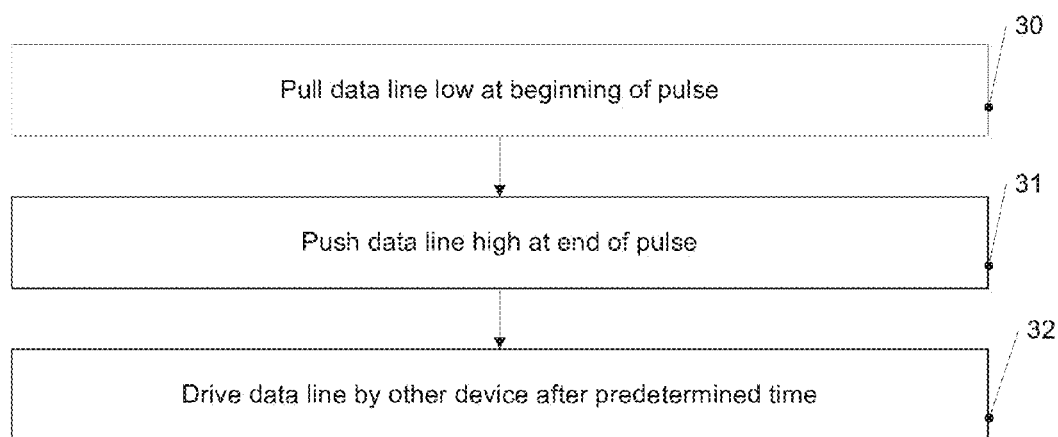 30
Pull data line low at beginning of pulse
31
Push data line high at end of pulse
32
Drive data line by other device after predetermined time